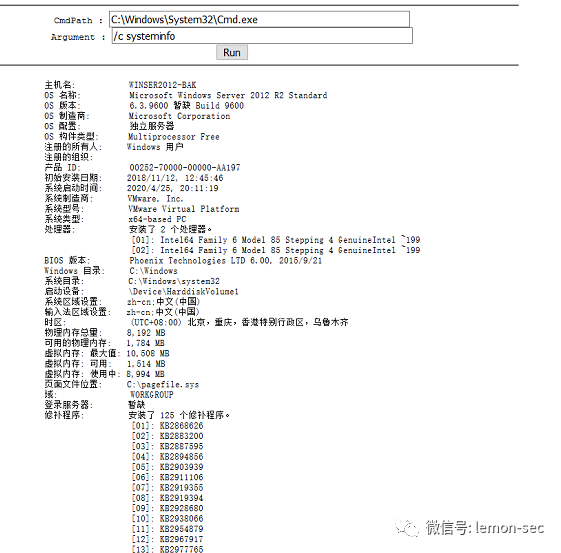 CmdPath : C:\Windows\System32\Cmd.exe
Argument : /c systeminfo
Run
主机名: WINSER2012-BAK
OS 名称: Microsoft Windows Server 2012 R2 Standard
OS 版本: 6.3.9600 暂缺 Build 9600
OS 制造商: Microsoft Corporation
OS 配置: 独立服务器
OS 构件类型: Multiprocessor Free
注册的所有人: Windows 用户
注册的组织:
产品 ID: 00252-70000-00000-AA197
初始安装日期: 2018/11/12, 12:45:46
系统启动时间: 2020/4/25, 20:11:19
系统制造商: VMware, Inc.
系统型号: VMware Virtual Platform
系统类型: x64-based PC
处理器: 安装了 2 个处理器。
[01]: Intel64 Family 6 Model 85 Stepping 4 GenuineIntel ~199
[02]: Intel64 Family 6 Model 85 Stepping 4 GenuineIntel ~199
BIOS 版本: Phoenix Technologies LTD 6.00, 2015/9/21
Windows 目录: C:\Windows
系统目录: C:\Windows\system32
启动设备: \Device\HarddiskVolume1
系统区域设置: zh-cn;中文(中国)
输入法区域设置: zh-cn;中文(中国)
时区: (UTC+08:00) 北京，重庆，香港特别行政区，乌鲁木齐
物理内存总量: 8,192 MB
可用的物理内存: 1,784 MB
虚拟内存: 最大值: 10,508 MB
虚拟内存: 可用: 1,514 MB
虚拟内存: 使用中: 8,994 MB
页面文件位置: C:\pagefile.sys
域: WORKGROUP
登录服务器: 暂缺
修补程序: 安装了 125 个修补程序。
[01]: KB2868626
[02]: KB2883200
[03]: KB2887595
[04]: KB2894856
[05]: KB2903939
[06]: KB2911106
[07]: KB2919355
[08]: KB2919394
[09]: KB2928680
[10]: KB2938066
[11]: KB2954879
[12]: KB2967917
[13]: KB2977765
微信号: lemon-sec